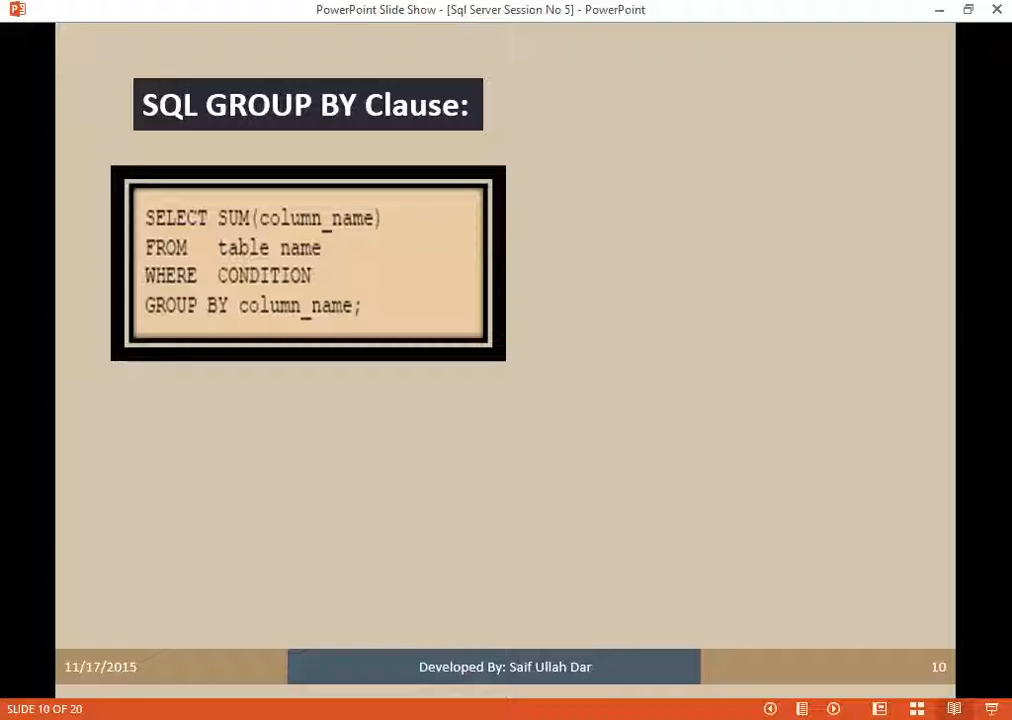 PowerPoint Slide Show - [Sql Server Session No 5] - PowerPoint
SQL GROUP BY Clause:
SELECT SUM(column_name)
FROM table name
WHERE CONDITION
GROUP BY column_name;
11/17/2015
Developed By: Saif Ullah Dar
10
SLIDE 10 OF 20